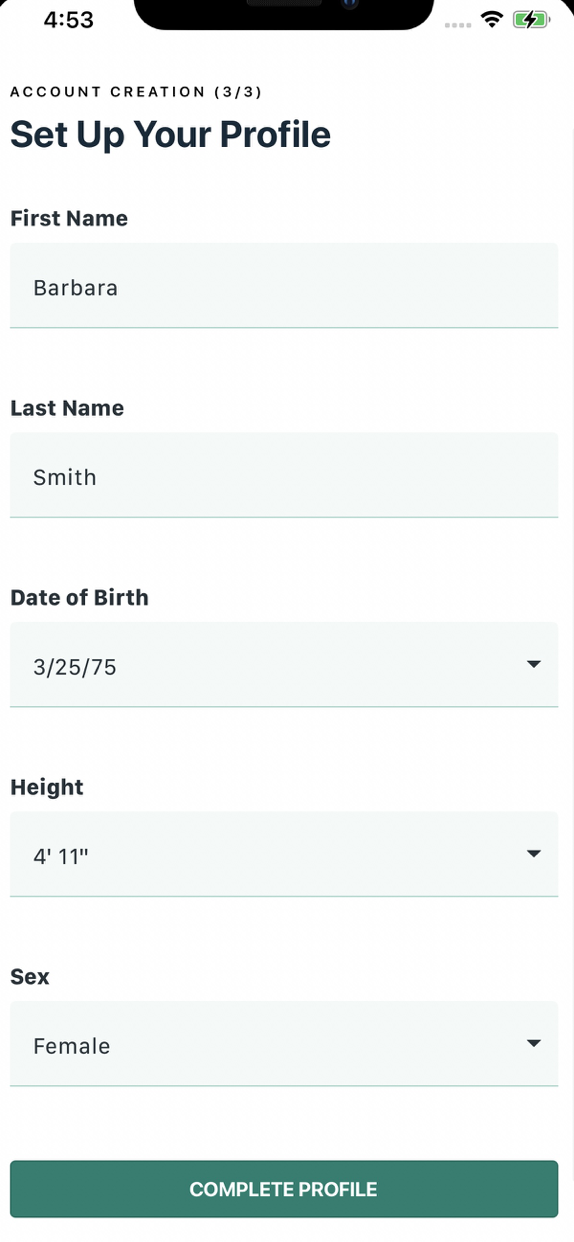 4:53
ACCOUNT CREATION (3/3)
Set Up Your Profile
First Name
Barbara
Last Name
Smith
Date of Birth
3/25/75
Height
4' 11"
Sex
Female
COMPLETE PROFILE